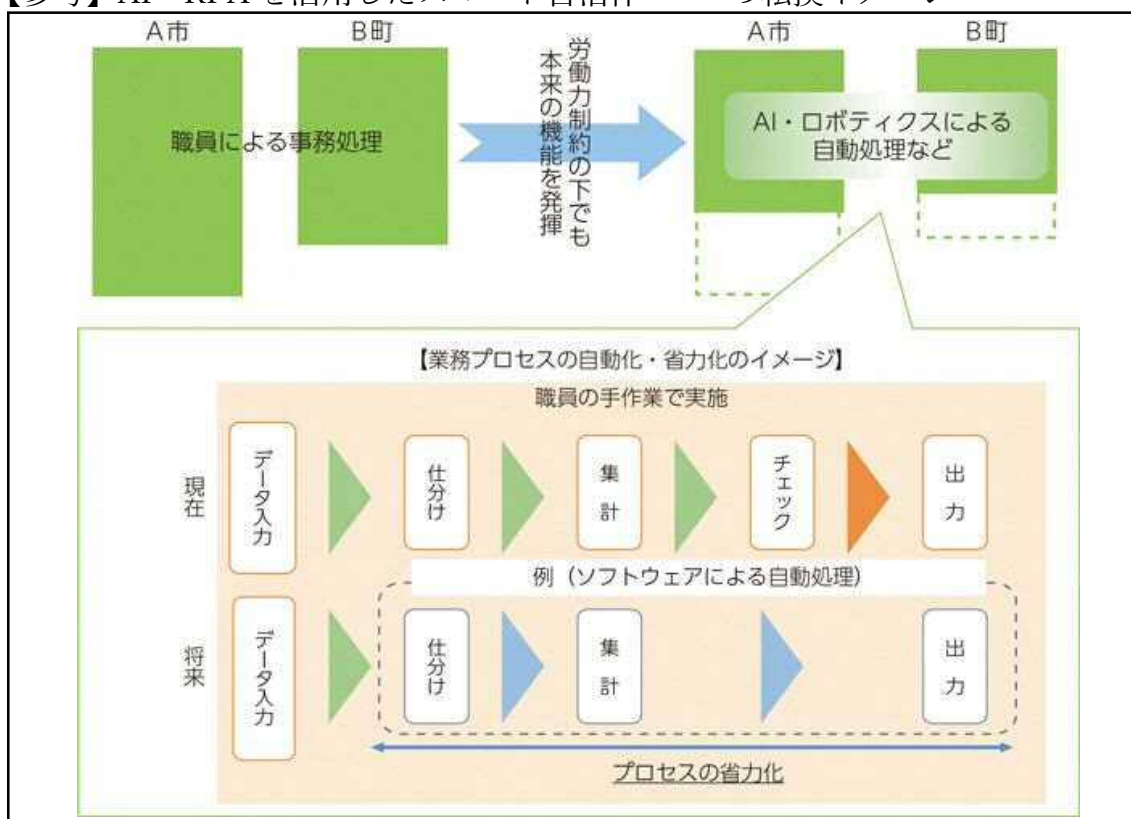 A市
B町
職員による事務処理
労働力制約の下でも
本来の機能を発揮
A市
B町
AI・ロボティクスによる
自動処理など
【業務プロセスの自動化・省力化のイメージ】
職員の手作業で実施
現在
データ入力
仕分け
集計
チェック
出力
例(ソフトウェアによる自動処理)
将来
データ入力
仕分け
集計
出力
プロセスの省力化